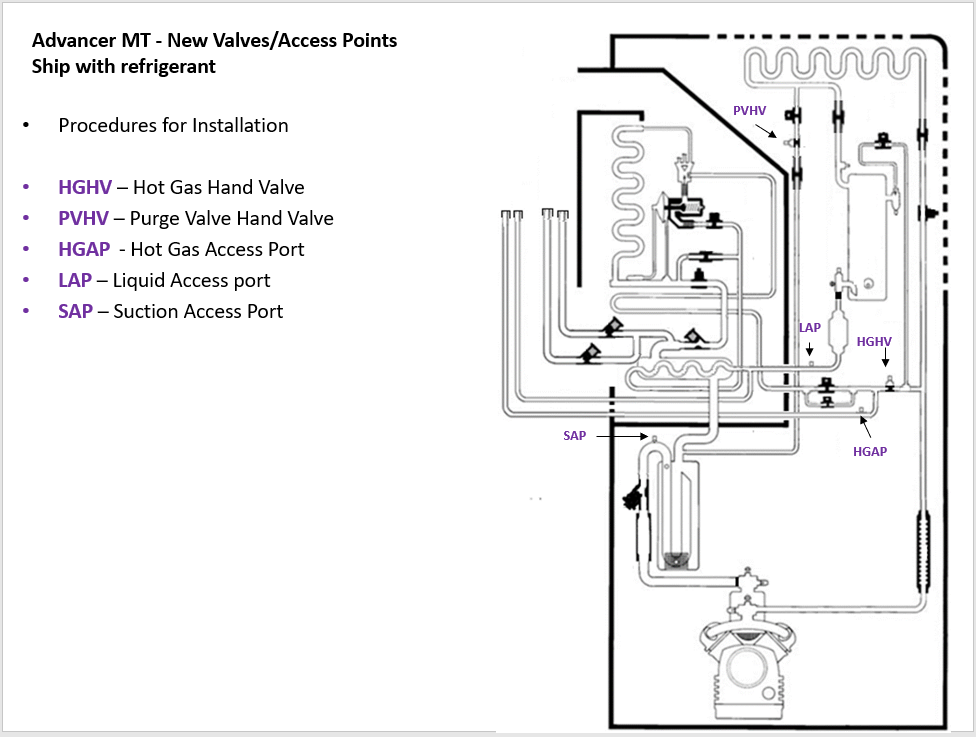 Advancer MT - New Valves/Access Points
Ship with refrigerant
• Procedures for Installation
• HGHV – Hot Gas Hand Valve
• PVHV – Purge Valve Hand Valve
• HGAP - Hot Gas Access Port
• LAP – Liquid Access port
• SAP – Suction Access Port
PVHV
LAP
HGHV
SAP
HGAP